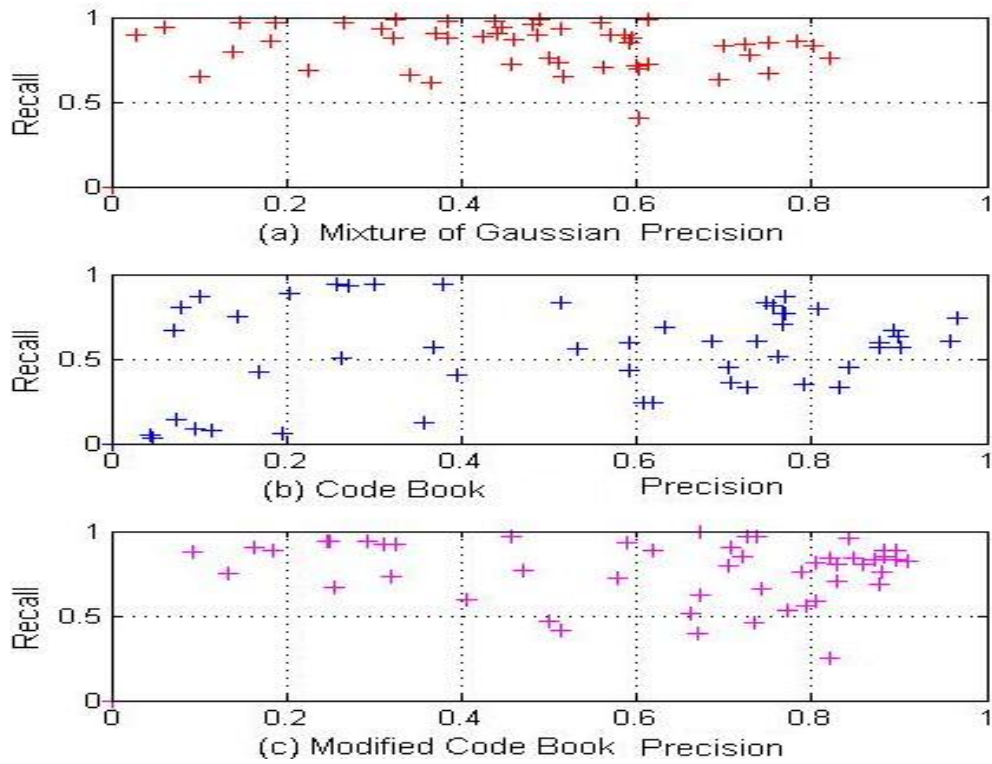 1
0.5
0
Recall
0 0.2 0.4 0.6 0.8 1
(a) Mixture of Gaussian Precision
1
0.5
0
Recall
0 0.2 0.4 0.6 0.8 1
(b) Code Book Precision
1
0.5
0
Recall
0 0.2 0.4 0.6 0.8 1
(c) Modified Code Book Precision